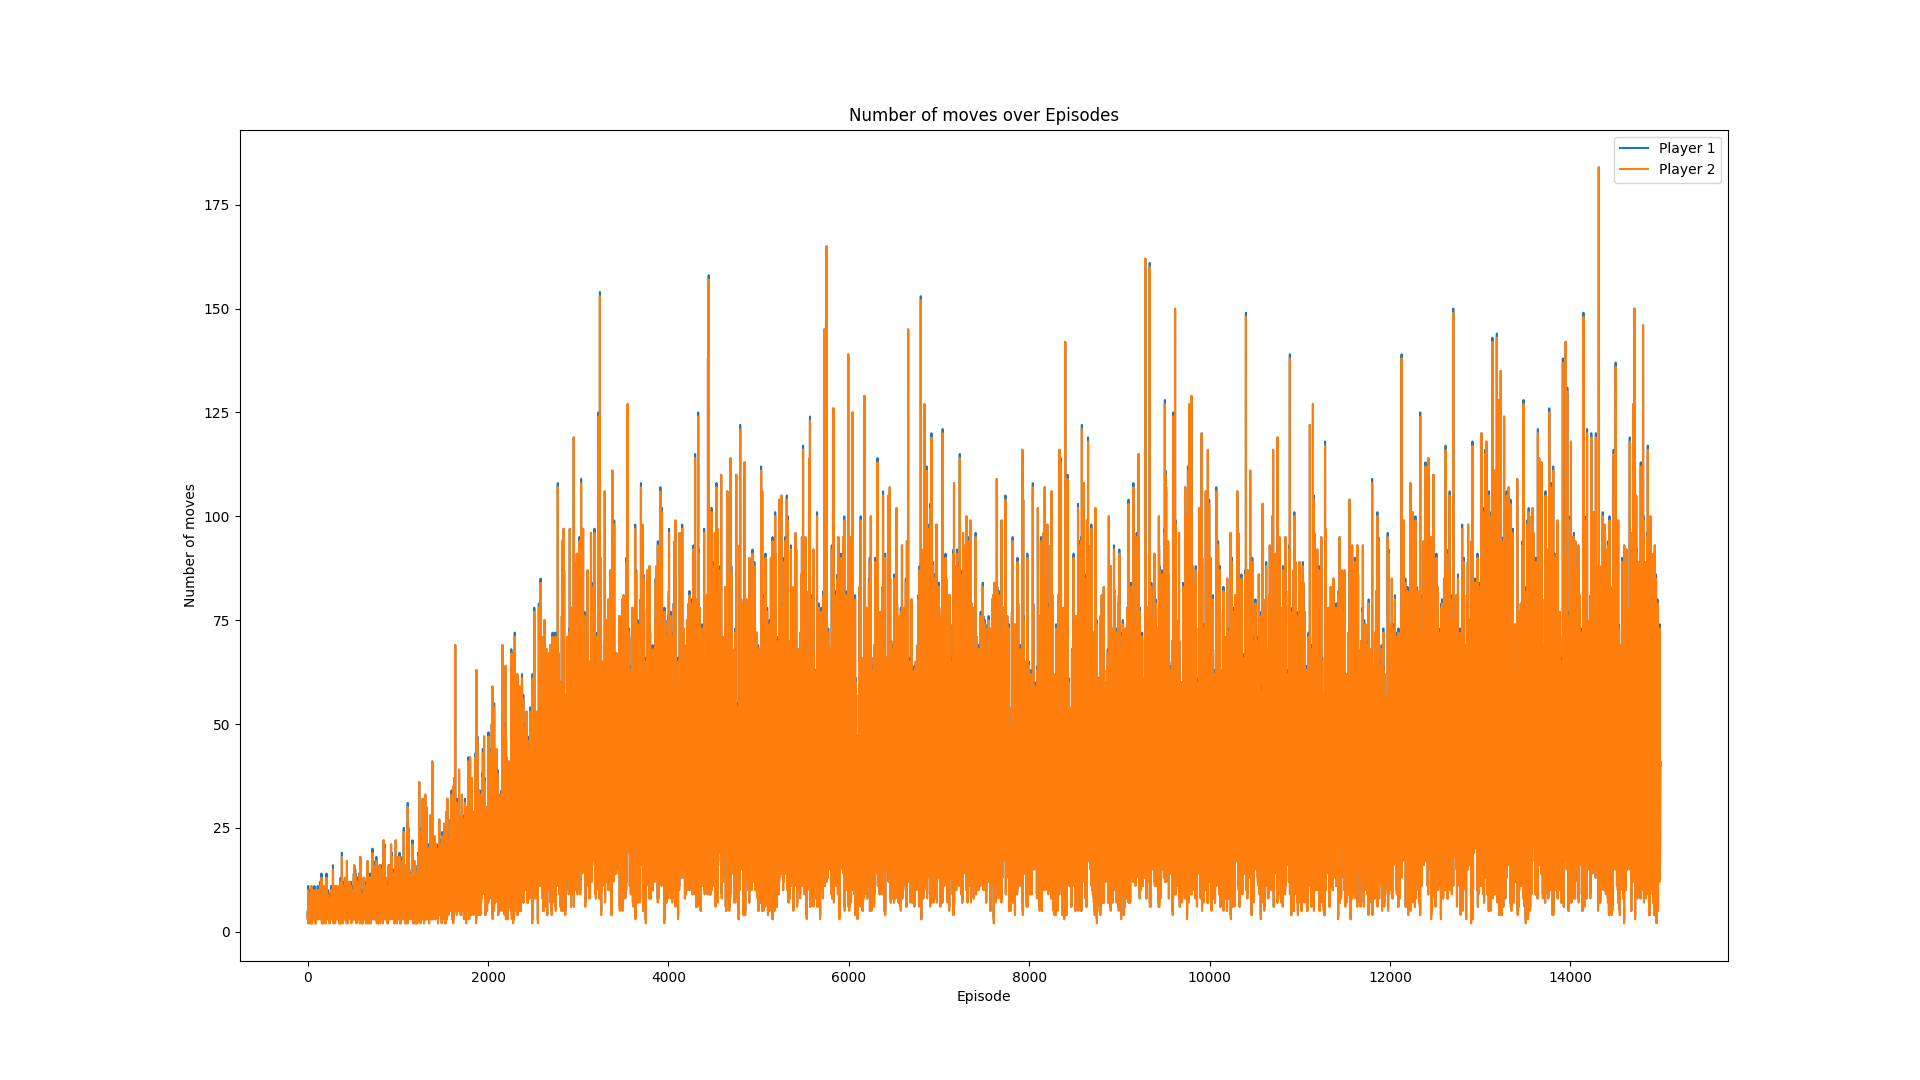 Number of moves over Episodes
Player 1
Player 2
Number of moves
175
150
125
100
75
50
25
0
0 2000 4000 6000 8000 10000 12000 14000
Episode